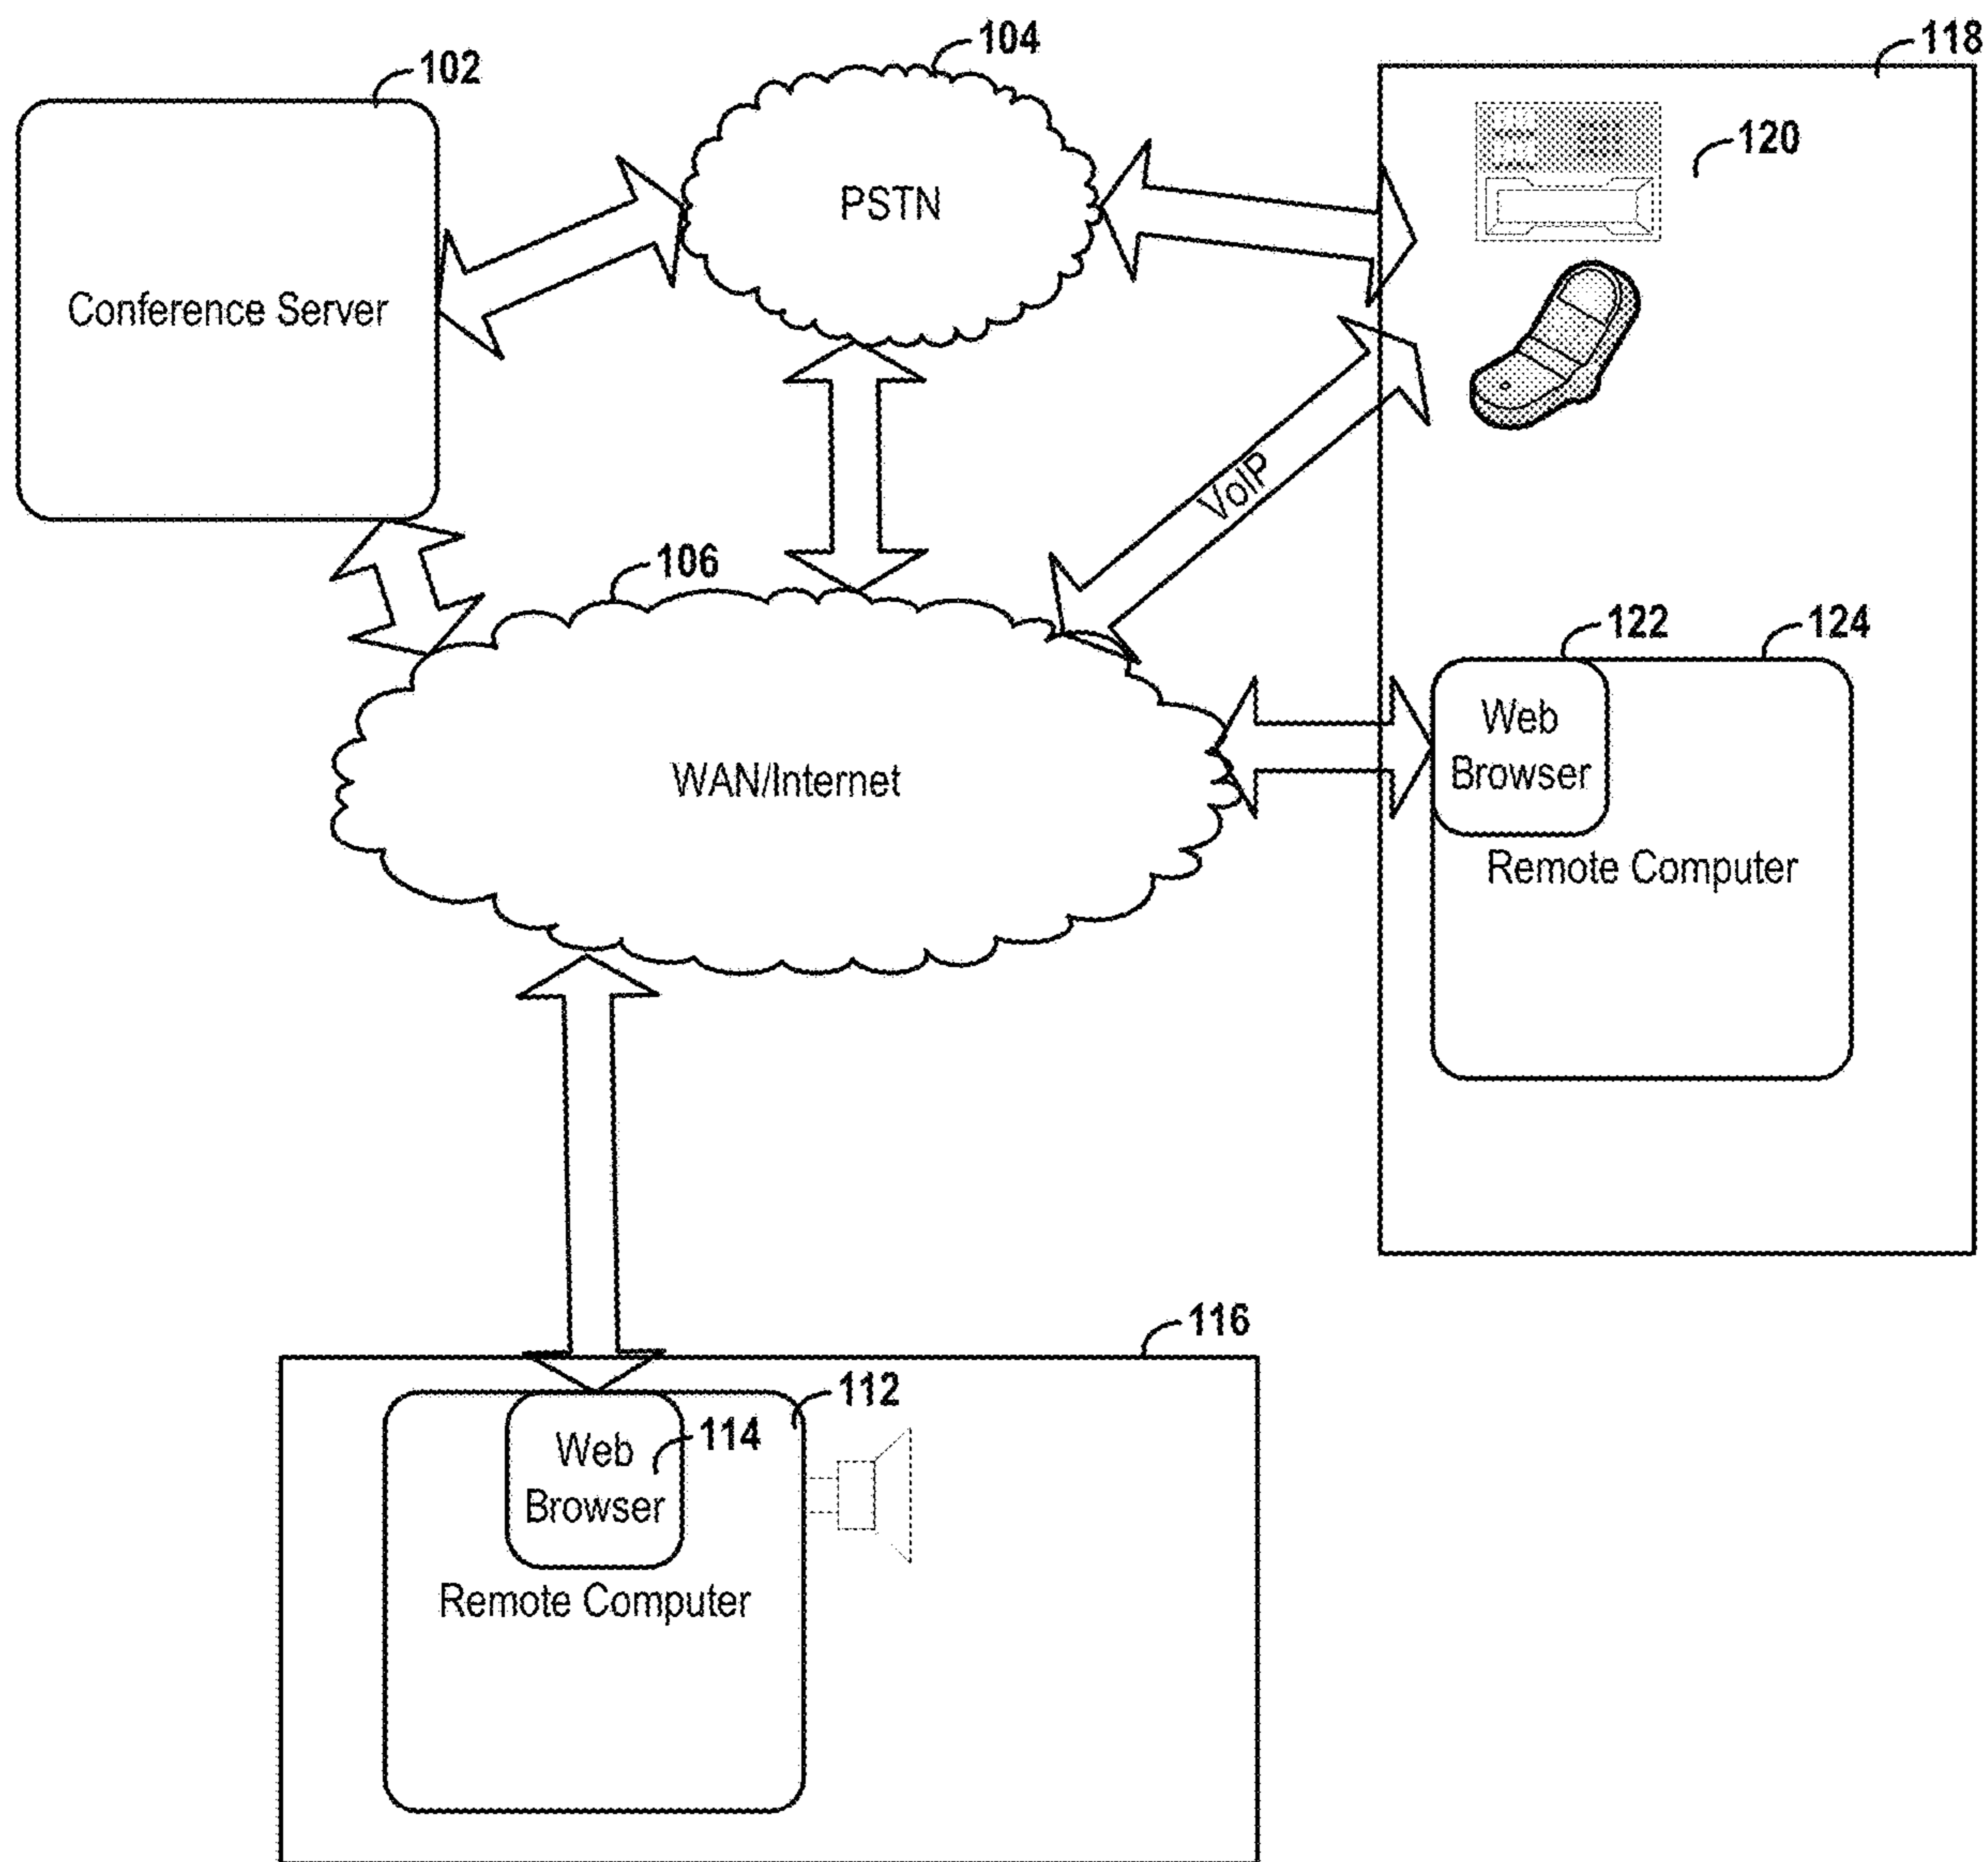 102
104
118
120
PSTN
Conference Server
VoIP
106
122
124
Web
Browser
WAN/Internet
Remote Computer
116
112
114
Web
Browser
Remote Computer